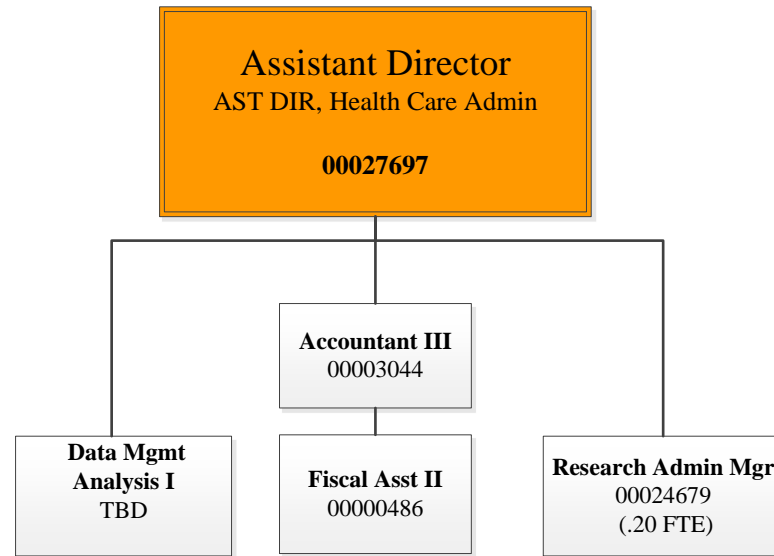 Assistant Director
AST DIR, Health Care Admin
00027697
Accountant III
00003044
Data Mgmt
Analysis I
TBD
Fiscal Asst II
00000486
Research Admin Mgr
00024679
(.20 FTE)